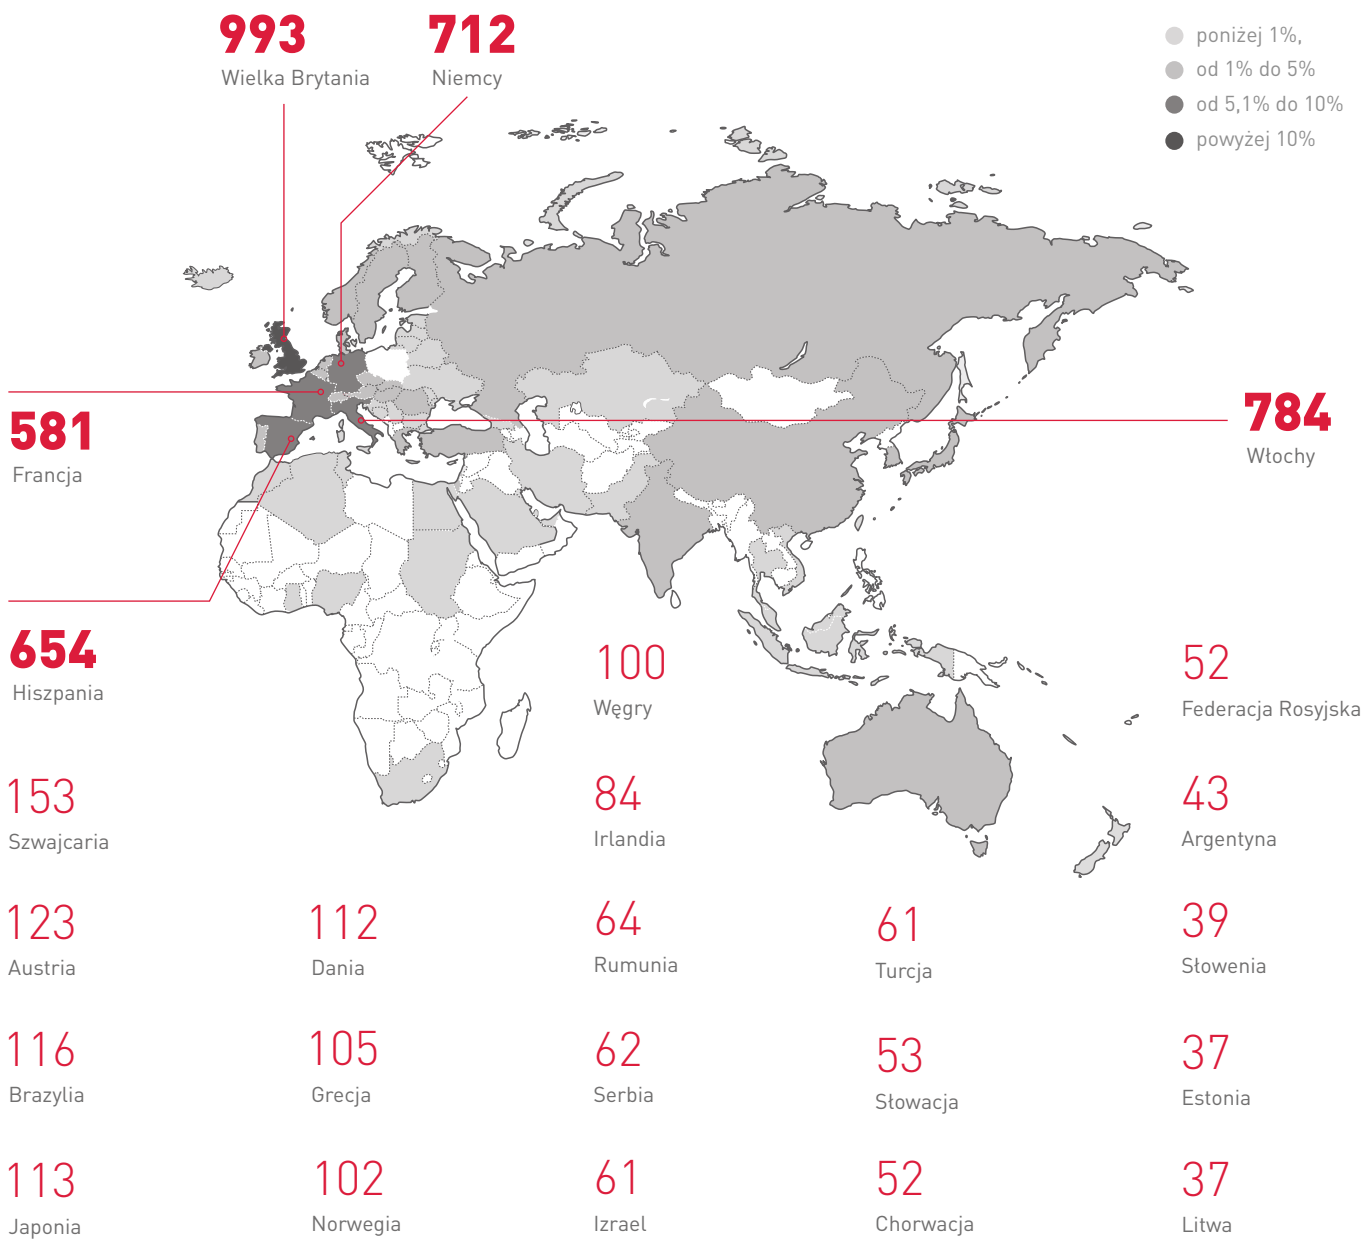 993
Wielka Brytania
712
Niemcy
poniżej 1%,
od 1% do 5%
od 5,1% do 10%
powyżej 10%
581
Francja
784
Włochy
654
Hiszpania
100
Węgry
52
Federacja Rosyjska
153
Szwajcaria
84
Irlandia
43
Argentyna
123
Austria
112
Dania
64
Rumunia
61
Turcja
39
Słowenia
116
Brazylia
105
Grecja
62
Serbia
53
Słowacja
37
Estonia
113
Japonia
102
Norwegia
61
Izrael
52
Chorwacja
37
Litwa